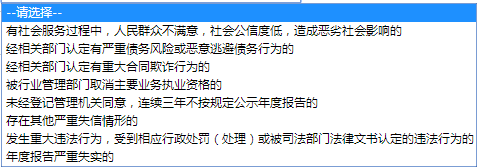 --请选择--
有社会服务过程中，人民群众不满意，社会公信度低，造成恶劣社会影响的
经相关部门认定有严重债务风险或恶意逃避债务行为的
经相关部门认定有重大合同欺诈行为的
被行业管理部门取消主要业务执业资格的
未经登记管理机关同意，连续三年不按规定公示年度报告的
存在其他严重失信情形的
发生重大违法行为，受到相应行政处罚（处理）或被司法部门法律文书认定的违法行为的
年度报告严重失实的